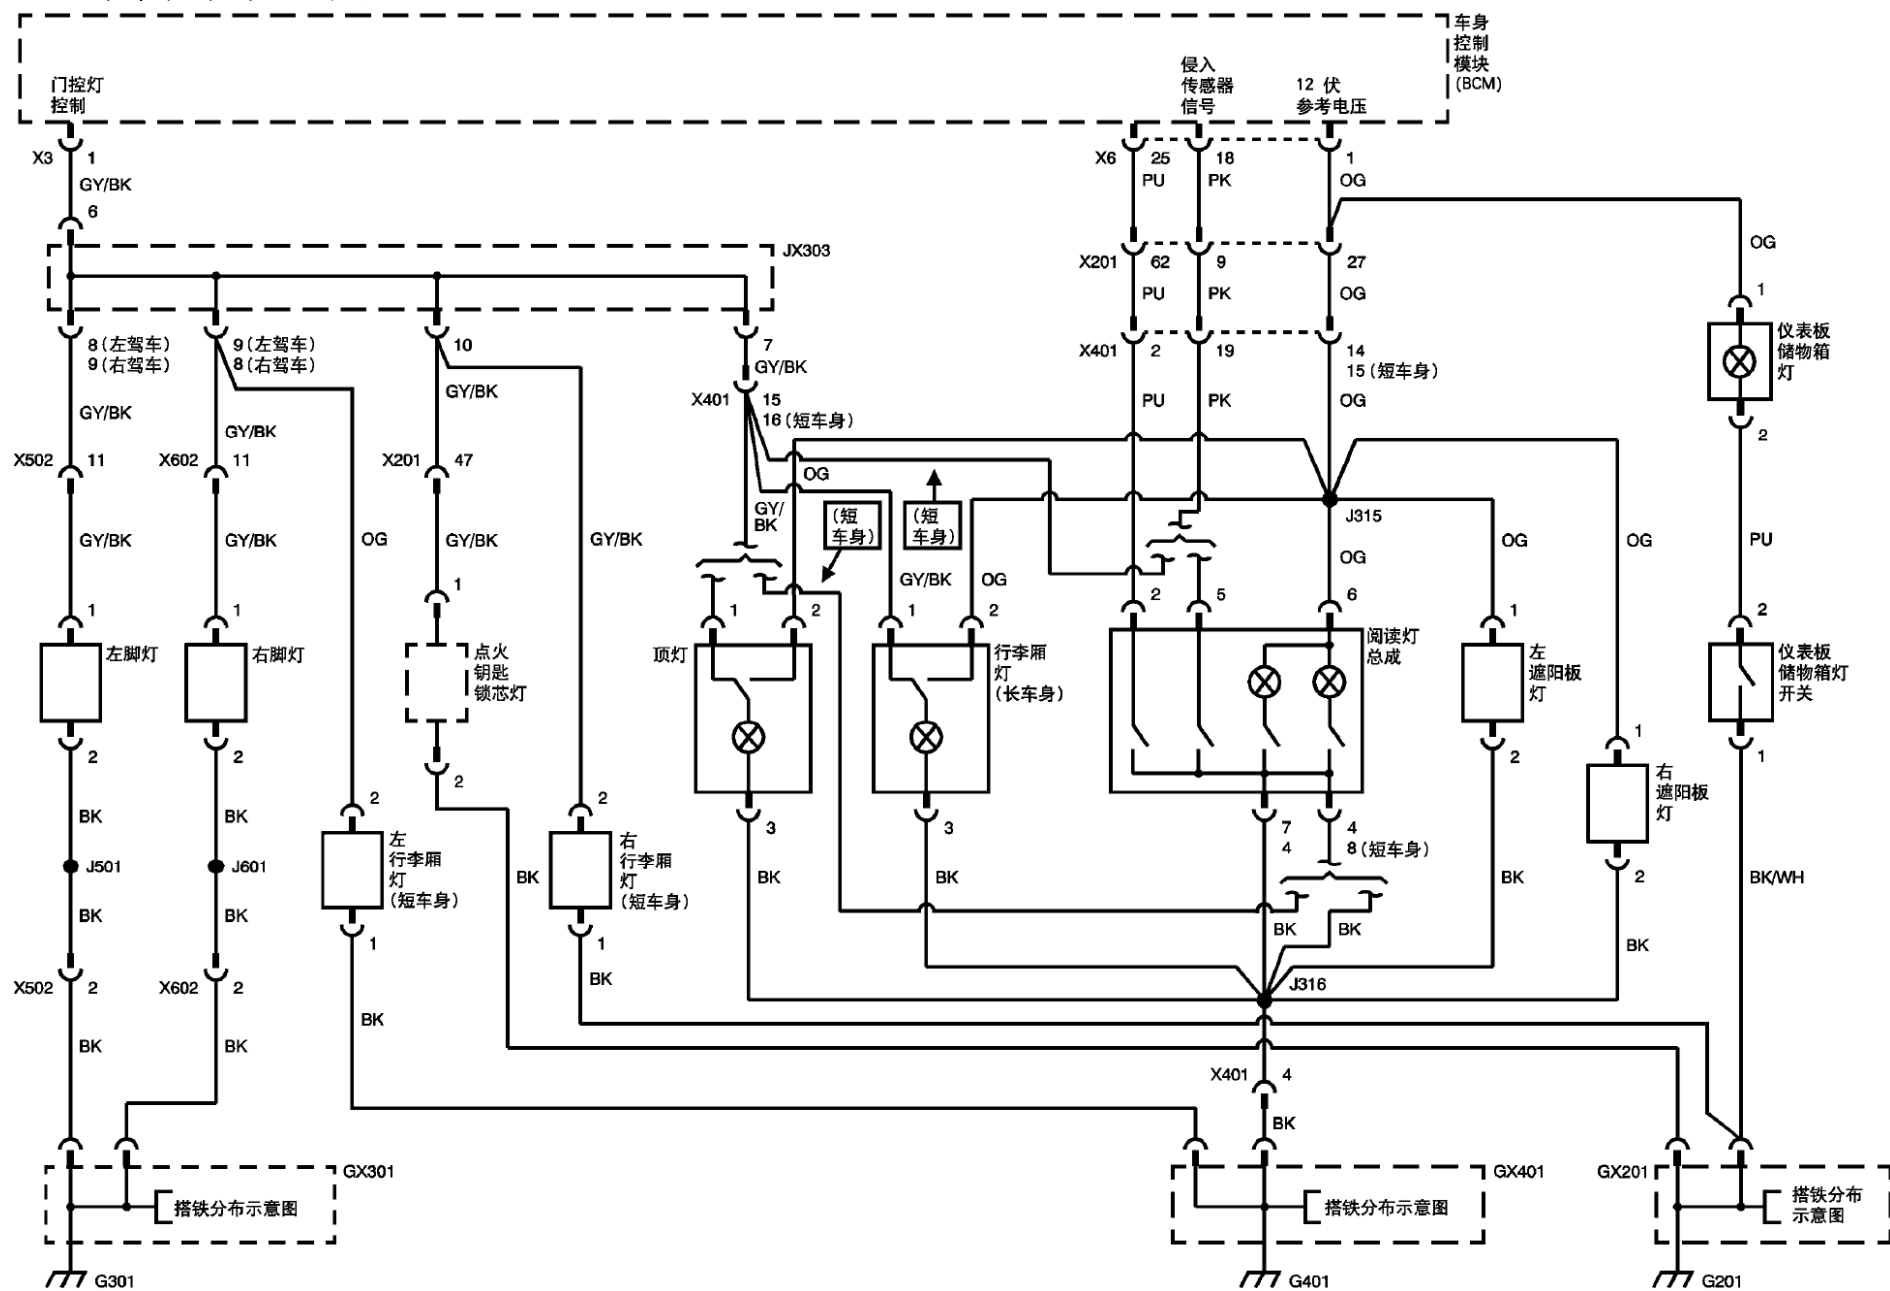 车身
控制
模块
(BCM)
门控灯
控制
侵入
传感器
信号
12 伏
参考电压
X3
1
GY/BK
6
X6
25
18
1
PU
PK
OG
OG
JX303
X201
62
9
27
PU
PK
OG
1
8(左驾车)
9(右驾车)
9(左驾车)
8(右驾车)
10
7
GY/BK
X401
2
19
14
15(短车身)
仪表板
储物箱
灯
GY/BK
GY/BK
GY/BK
X401
15
16(短车身)
PU
PK
OG
2
X502
11
X602
11
X201
47
OG
GY/
BK
(短
车身)
(短
车身)
J315
GY/BK
GY/BK
OG
GY/BK
GY/BK
GY/BK
OG
OG
OG
OG
PU
1
1
1
1
2
1
2
2
5
6
1
2
左脚灯
右脚灯
点火
钥匙
锁芯灯
顶灯
行李厢
灯
(长车身)
阅读灯
总成
左
遮阳板
灯
仪表板
储物箱灯
开关
1
2
2
2
2
1
右
遮阳板
灯
2
2
3
3
7
4
4
8(短车身)
2
BK
BK
左
行李厢
灯
(短车身)
BK
右
行李厢
灯
(短车身)
BK
BK
BK
BK/WH
J501
J601
BK
BK
1
1
BK
BK
BK
BK
X502
2
X602
2
BK
J316
BK
BK
BK
X401
4
BK
GX301
GX401
GX201
搭铁分布示意图
搭铁分布示意图
搭铁分布
示意图
G301
G401
G201